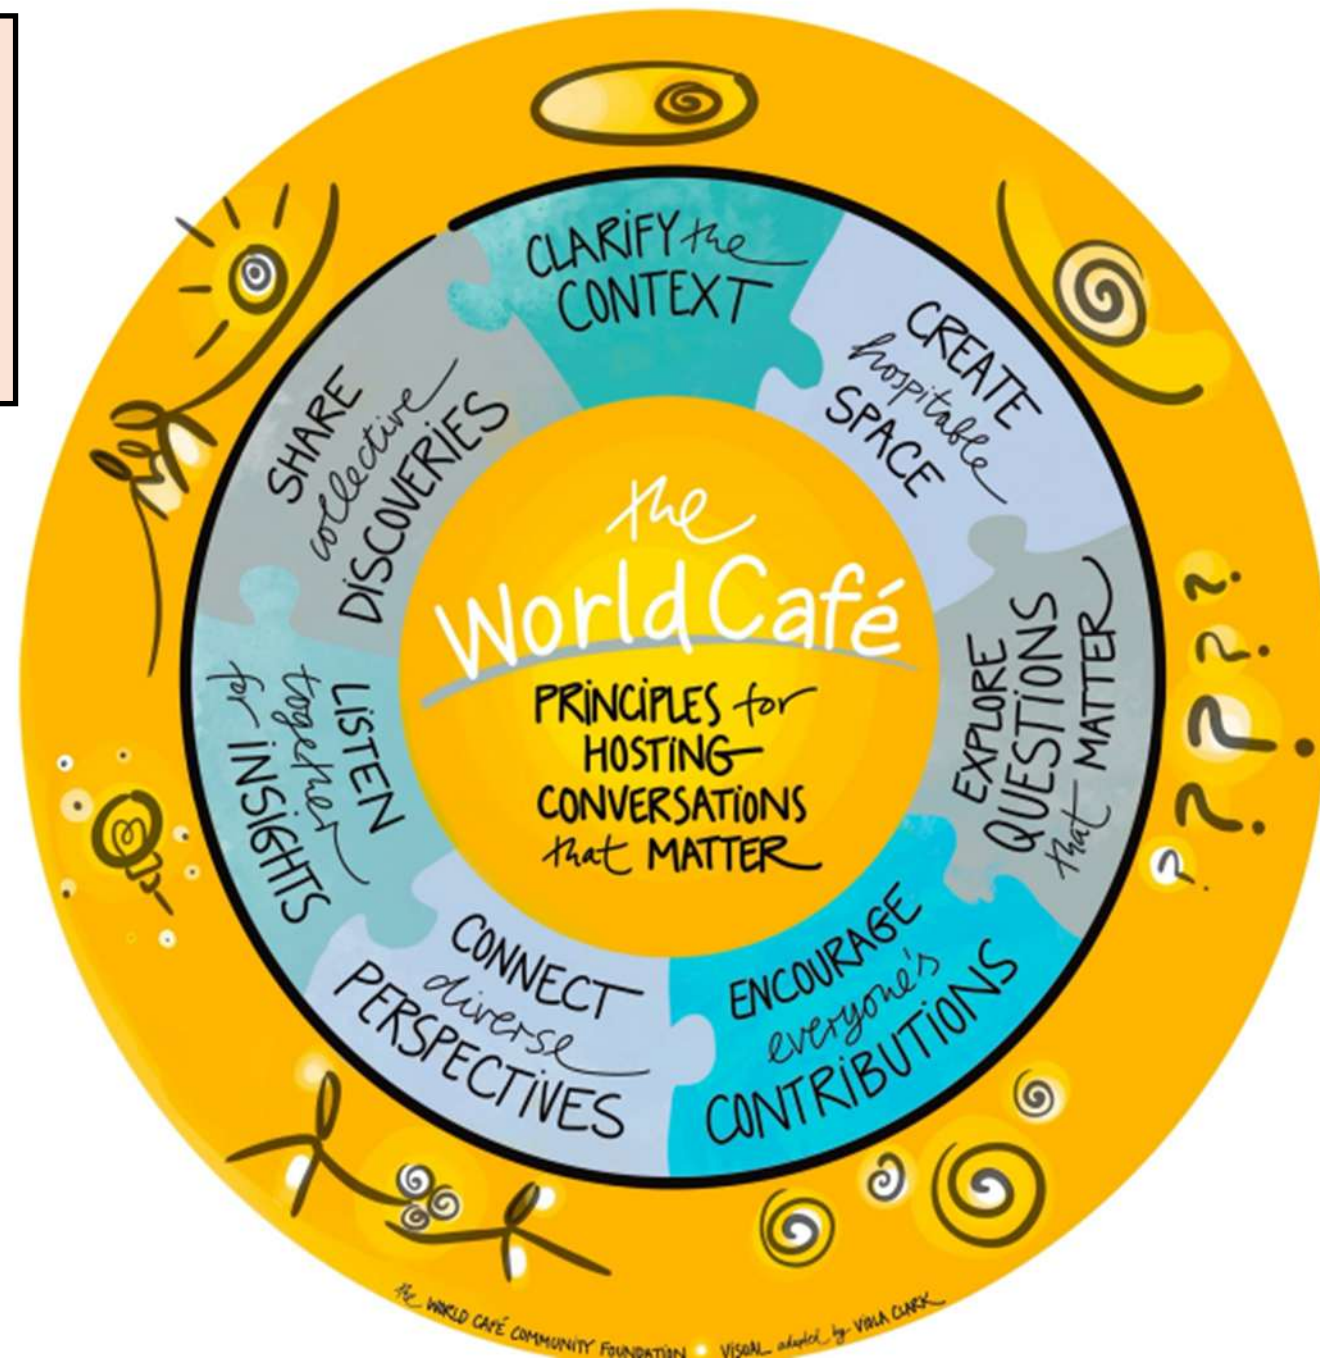 the
World Café
PRINCIPLES for
HOSTING
CONVERSATIONS
that MATTER
CLARIFY the
CONTEXT
CREATE
hospitable
SPACE
EXPLORE
QUESTIONS
that MATTER
ENCOURAGE
everyone's
CONTRIBUTIONS
CONNECT
diverse
PERSPECTIVES
LISTEN
together
for INSIGHTS
SHARE
collective
DISCOVERIES
? ? ? ? ?
the WORLD CAFÉ COMMUNITY FOUNDATION • VISUAL adapted by VIOLA CLARK